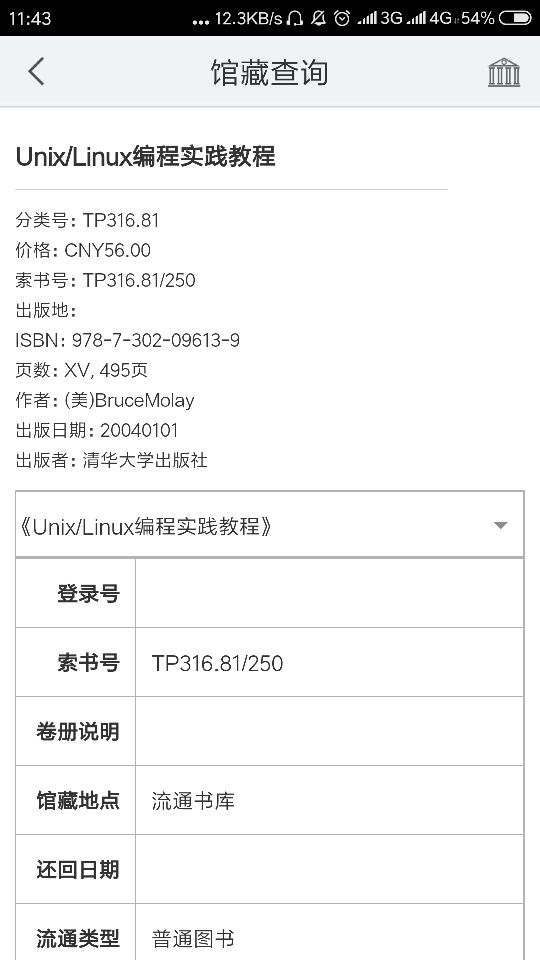 11:43
... 12.3KB/s 3G 4G 54%
馆藏查询
Unix/Linux编程实践教程
分类号: TP316.81
价格: CNY56.00
索书号: TP316.81/250
出版地:
ISBN: 978-7-302-09613-9
页数: XV, 495页
作者: (美)BruceMolay
出版日期: 20040101
出版者: 清华大学出版社
《Unix/Linux编程实践教程》
登录号
索书号 TP316.81/250
卷册说明
馆藏地点 流通书库
还回日期
流通类型 普通图书